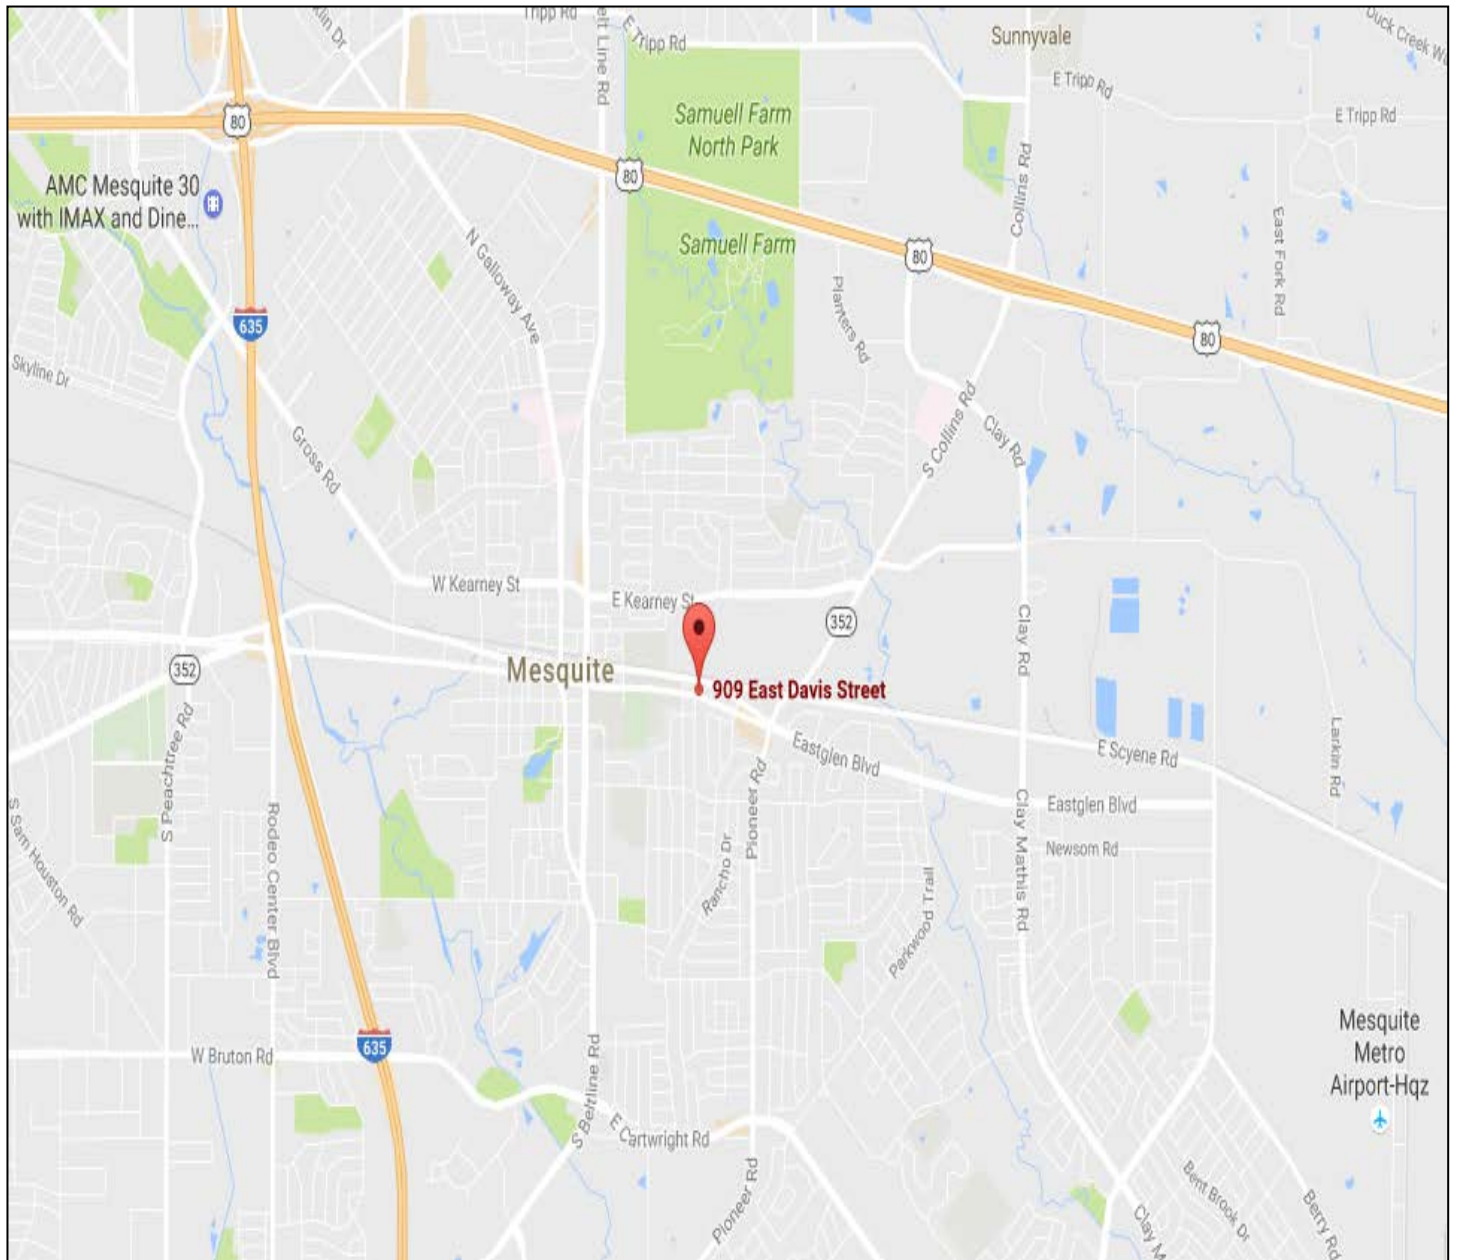 Tripp Rd
E Tripp Rd
Sunnyvale
E Tripp Rd
E Tripp Rd
80
Samuell Farm
North Park
80
AMC Mesquite 30
with IMAX and Dine...
Collins Rd
East Fork Rd
N Galloway Ave
Samuell Farm
80
Planters Rd
635
80
Skyline Dr
Gross Rd
S Collins Rd
Clay Rd
W Kearney St
E Kearney St
352
Clay Rd
Mesquite
352
909 East Davis Street
S Peachtree Rd
Eastglen Blvd
E Scyene Rd
Larkin Rd
Pioneer Rd
Eastglen Blvd
S Sam Houston Rd
Rodeo Center Blvd
Rancho Dr
Clay Mathis Rd
Newsom Rd
Parkwood Trail
Mesquite
Metro
Airport-Hqz
W Bruton Rd
635
S Beltline Rd
E Cartwright Rd
Pioneer Rd
Bent Brook Dr
Berry Rd